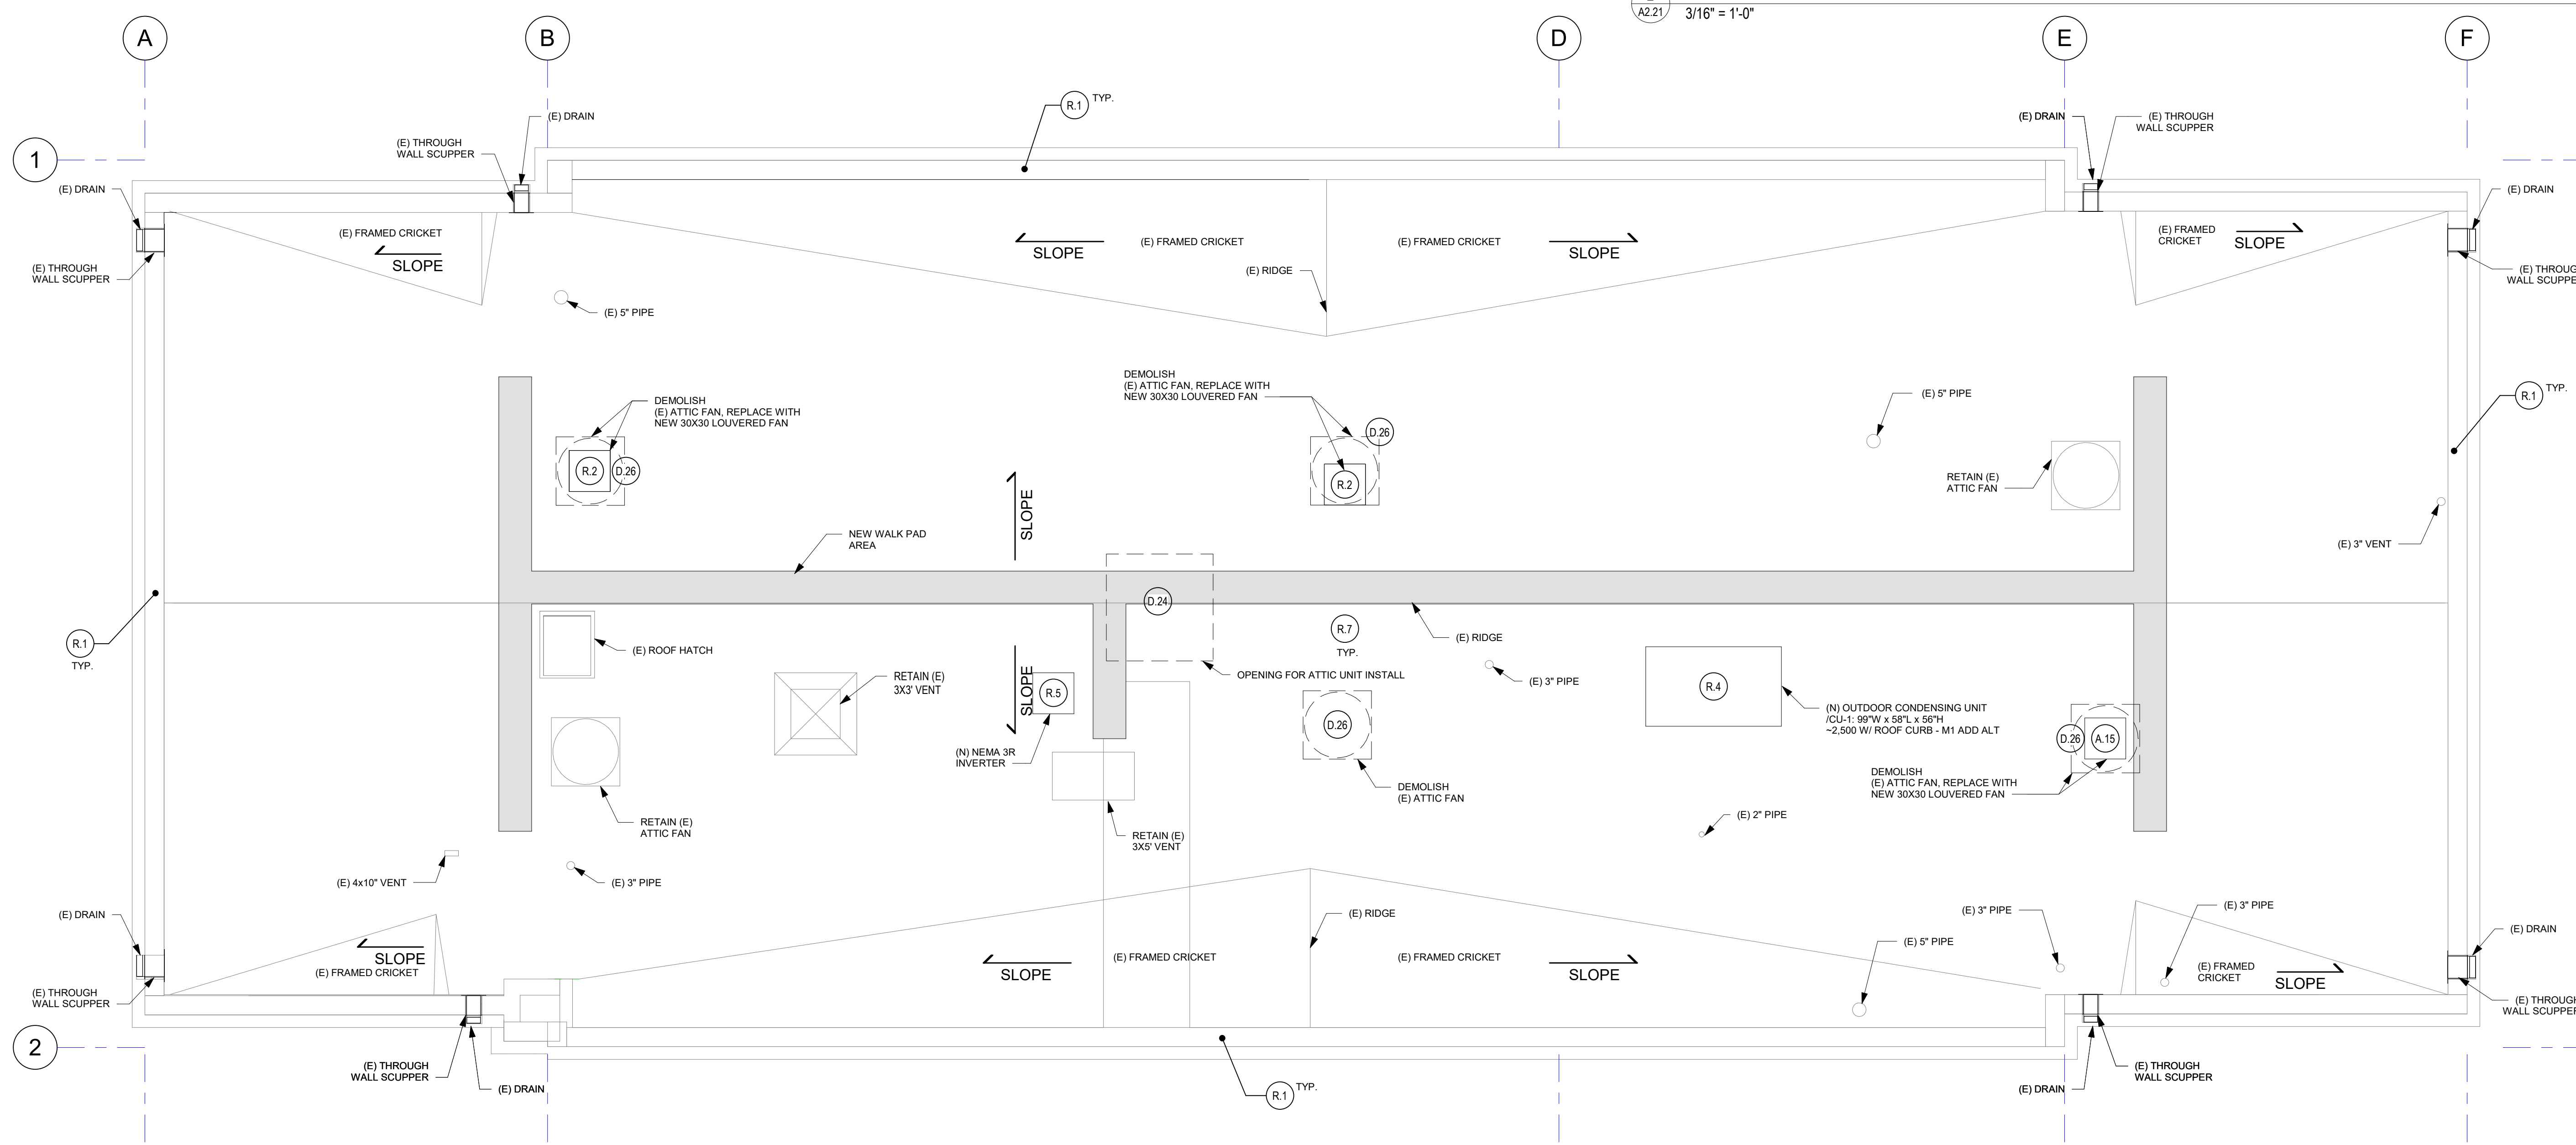 A2.21
3/16" = 1'-0"
A
B
D
E
F
1
2
R.1
TYP.
(E) DRAIN
(E) THROUGH
WALL SCUPPER
(E) DRAIN
(E) THROUGH
WALL SCUPPER
(E) DRAIN
(E) THROUGH
WALL SCUPPER
(E) DRAIN
(E) THROUGH
WALL SCUPPER
(E) FRAMED CRICKET
SLOPE
SLOPE
(E) FRAMED CRICKET
(E) FRAMED CRICKET
SLOPE
(E) FRAMED
CRICKET
SLOPE
(E) RIDGE
(E) 5" PIPE
DEMOLISH
(E) ATTIC FAN, REPLACE WITH
NEW 30X30 LOUVERED FAN
R.2
D.26
DEMOLISH
(E) ATTIC FAN, REPLACE WITH
NEW 30X30 LOUVERED FAN
D.26
R.2
(E) 5" PIPE
RETAIN (E)
ATTIC FAN
R.1
TYP.
(E) 3" VENT
SLOPE
NEW WALK PAD
AREA
D.24
R.1
TYP.
(E) ROOF HATCH
RETAIN (E)
3X3' VENT
SLOPE
R.5
(N) NEMA 3R
INVERTER
OPENING FOR ATTIC UNIT INSTALL
R.7
TYP.
(E) RIDGE
(E) 3" PIPE
D.26
DEMOLISH
(E) ATTIC FAN
R.4
(N) OUTDOOR CONDENSING UNIT
/CU-1: 99"W x 58"L x 56"H
~2,500 W/ ROOF CURB - M1 ADD ALT
D.26
A.15
DEMOLISH
(E) ATTIC FAN, REPLACE WITH
NEW 30X30 LOUVERED FAN
RETAIN (E)
ATTIC FAN
RETAIN (E)
3X5' VENT
(E) 2" PIPE
(E) 4x10" VENT
(E) 3" PIPE
(E) DRAIN
(E) THROUGH
WALL SCUPPER
SLOPE
(E) FRAMED CRICKET
SLOPE
(E) FRAMED CRICKET
(E) RIDGE
(E) FRAMED CRICKET
SLOPE
(E) 5" PIPE
(E) 3" PIPE
(E) 3" PIPE
(E) FRAMED
CRICKET
SLOPE
(E) DRAIN
(E) THROUGH
WALL SCUPPER
(E) THROUGH
WALL SCUPPER
(E) DRAIN
R.1
TYP.
(E) DRAIN
(E) THROUGH
WALL SCUPPER